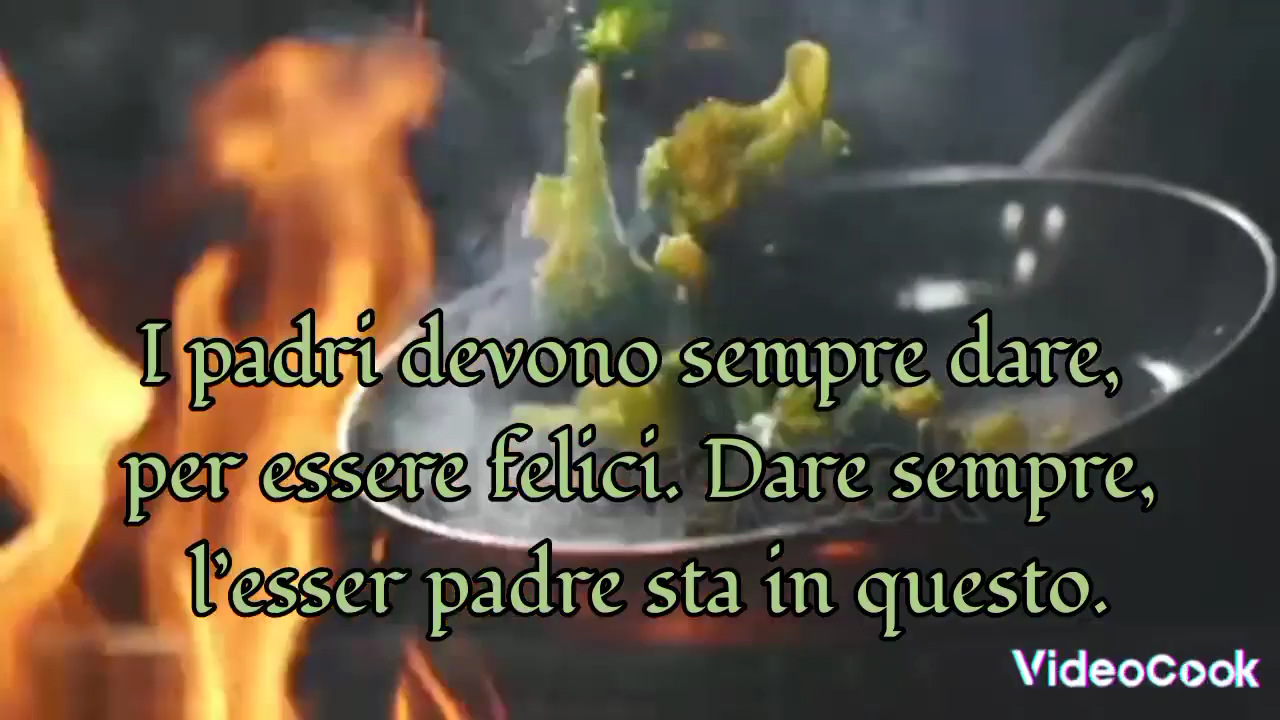 I padri devono sempre dare,
per essere felici. Dare sempre,
l'esser padre sta in questo.
VideoCook